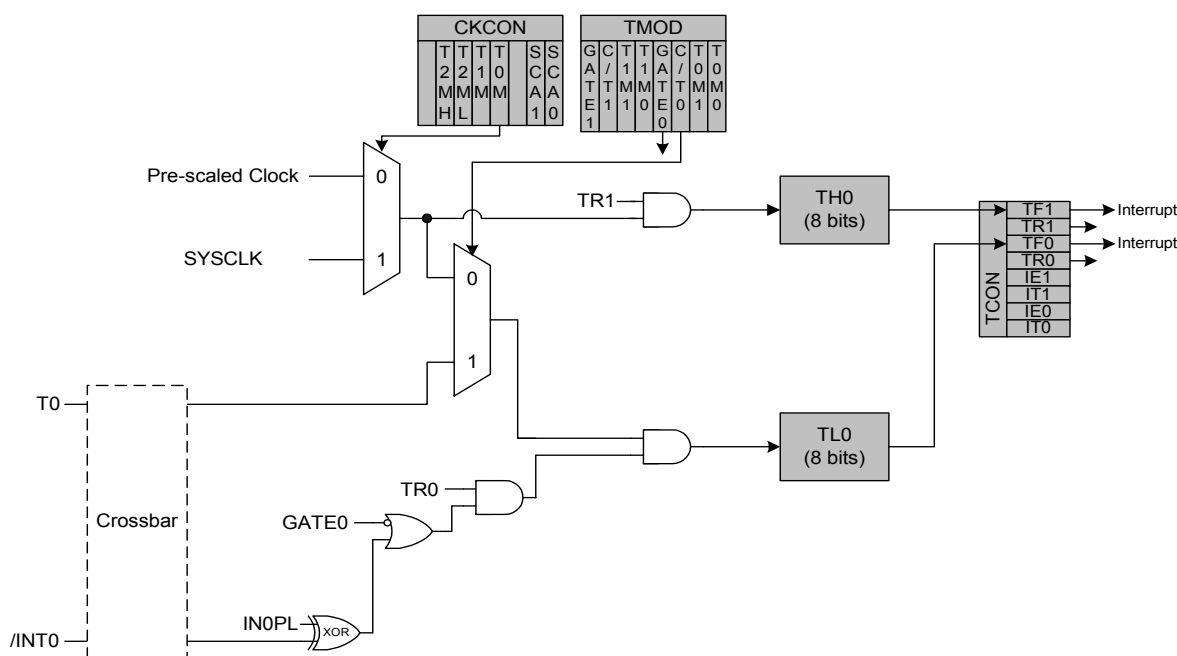 CKCON
T2MH
T2ML
T1M
T0M
SCA1
SCA0
TMOD
GATE1
C/T1
T1M1
T1M0
GATE0
C/T0
T0M1
T0M0
Pre-scaled Clock
0
SYSCLK
1
TR1
TH0
(8 bits)
TCON
TF1
TR1
TF0
TR0
IE1
IT1
IE0
IT0
Interrupt
Interrupt
0
1
T0
TL0
(8 bits)
TR0
Crossbar
GATE0
IN0PL
XOR
/INT0